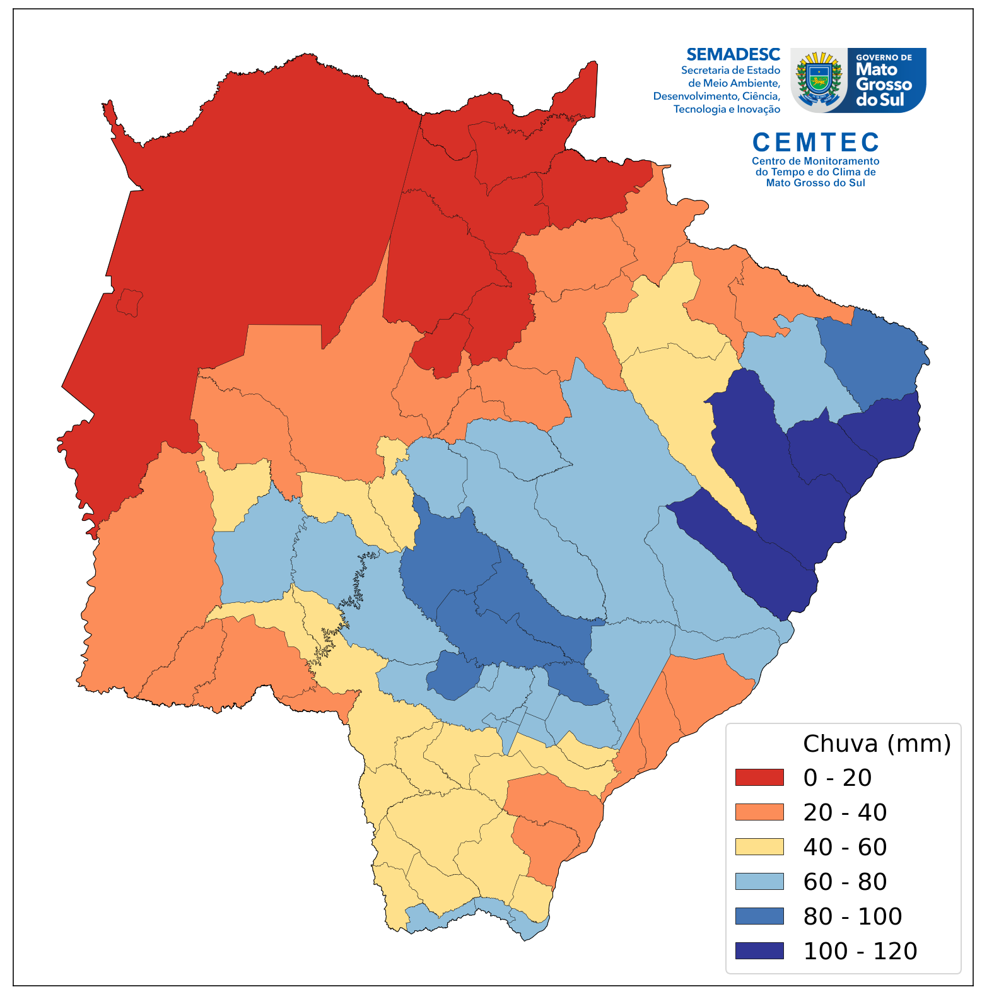 SEMADESC
Secretaria de Estado
de Meio Ambiente,
Desenvolvimento, Ciência,
Tecnologia e Inovação
GOVERNO DE
Mato
Grosso
do Sul
CEMTEC
Centro de Monitoramento
do Tempo e do Clima de
Mato Grosso do Sul
Chuva (mm)
0 - 20
20 - 40
40 - 60
60 - 80
80 - 100
100 - 120